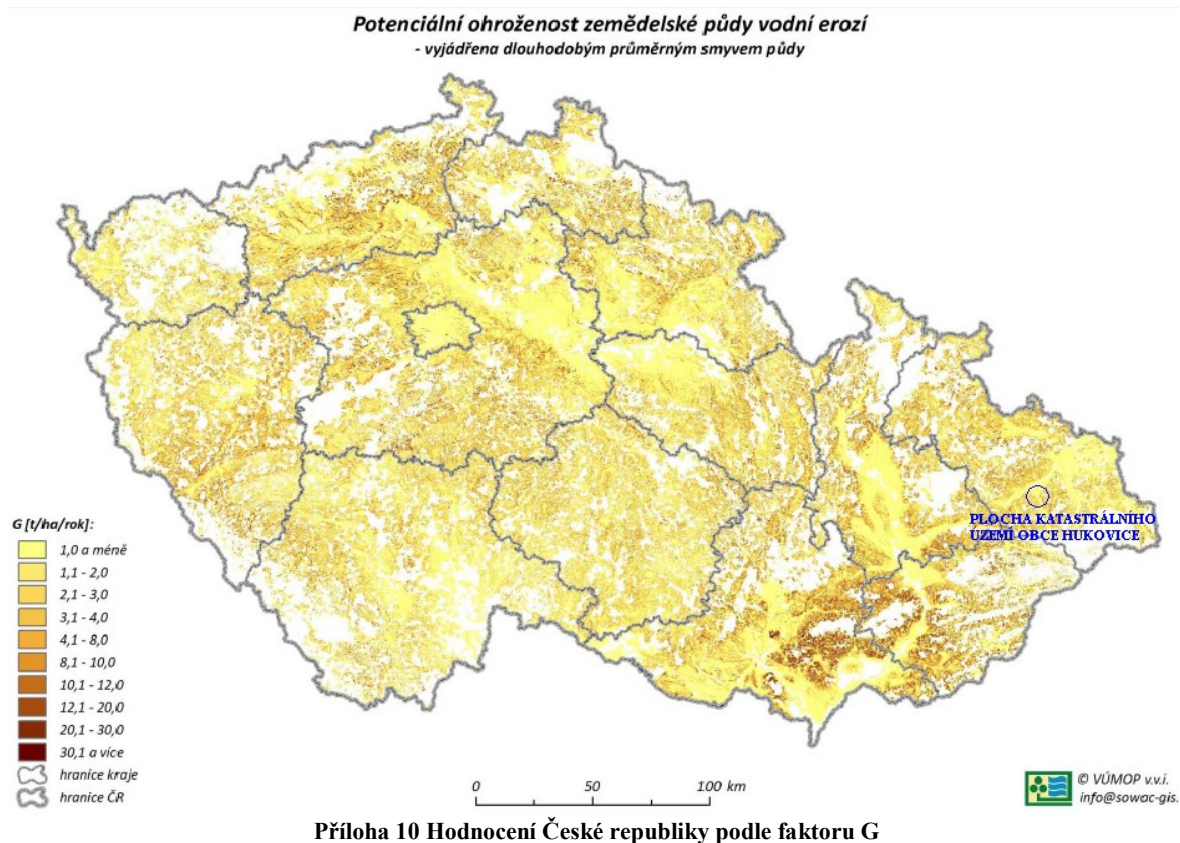 Potenciální ohroženost zemědelské půdy vodní erozí
- vyjádřena dlouhodobým průměrným smyvem půdy
PLOCHA KATASTRÁLNÍHO
UZEMÍ OBCE HUKOVICE
G [t/ha/rok]:
1,0 a méně
1,1 - 2,0
2,1 - 3,0
3,1 - 4,0
4,1 - 8,0
8,1 - 10,0
10,1 - 12,0
12,1 - 20,0
20,1 - 30,0
30,1 a více
hranice kraje
hranice ČR
0 50 100 km
© VÚMOP v.v.i.
info@sowac-gis.
Příloha 10 Hodnocení České republiky podle faktoru G